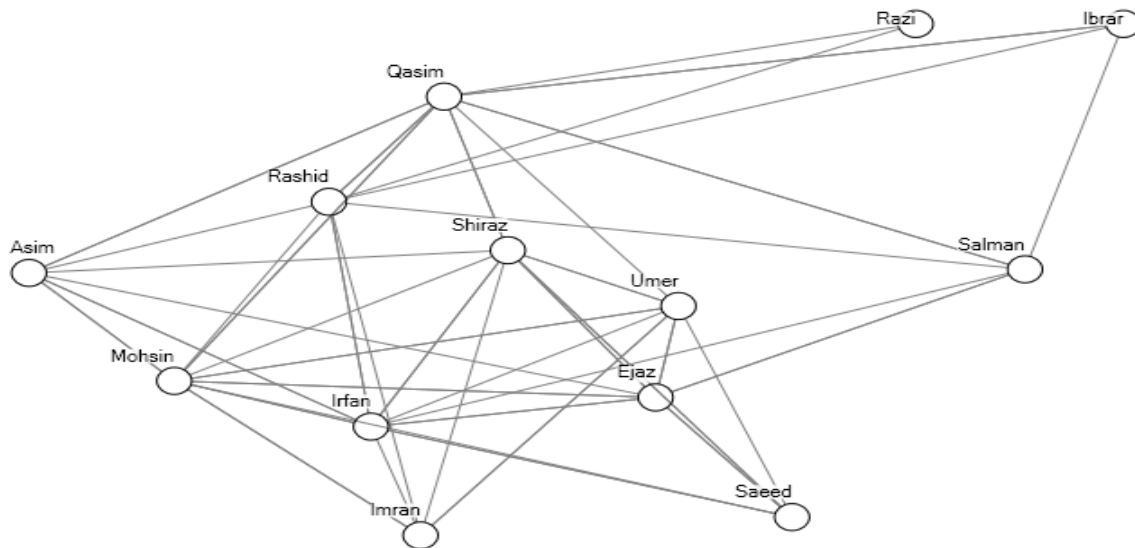 Razi
Ibrar
Qasim
Rashid
Shiraz
Asim
Salman
Umer
Mohsin
Ejaz
Irfan
Saeed
Imran